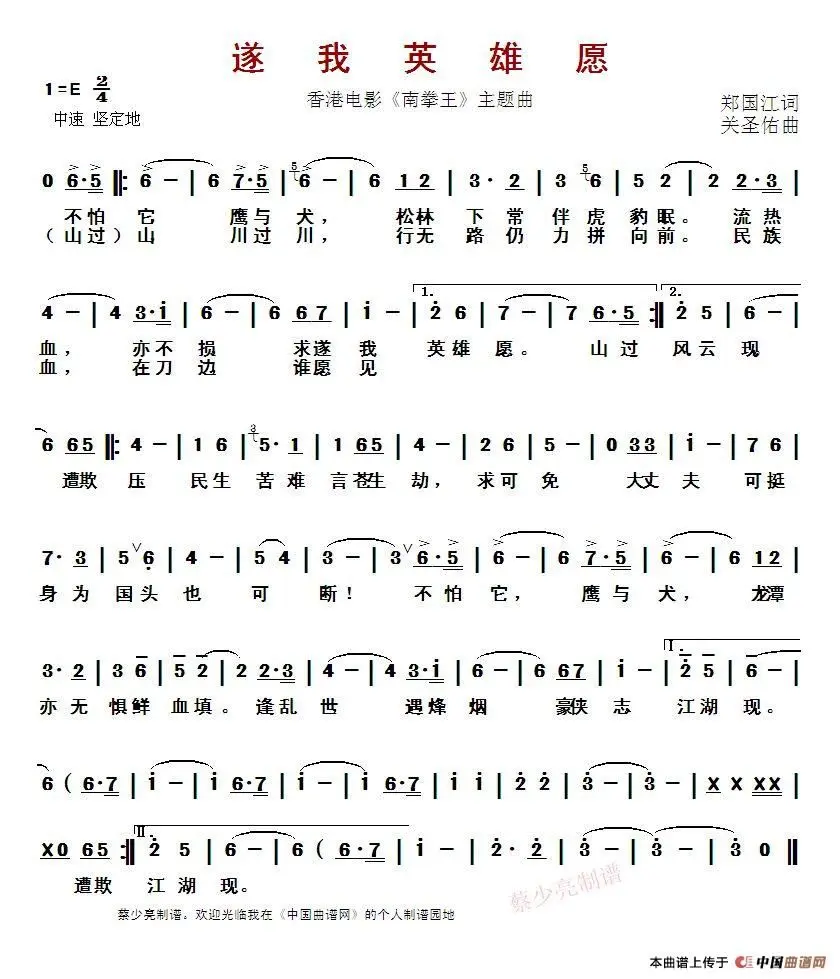 遂我英雄愿
1=E 2/4
香港电影《南拳王》主题曲
郑国江词
中速 坚定地
关圣佑曲
0 6·5 ‖: 6 – | 6 7·5 | 6 – | 6 1 2 | 3· 2 | 3 6 | 5 2 | 2 2·3 |
不怕它 鹰与犬， 松林 下常伴虎豹眠。 流热
（山过）山 川过川， 行无 路仍力拼向前。 民族
4 – | 4 3·i | 6 – | 6 6 7 | i – | 1. 2 6 | 7 – | 7 6·5 :‖ 2. 2 5 | 6 – |
血， 亦不损 求遂我 英雄愿。 山过 风云现
血， 在刀边 谁愿见
6 65 ‖: 4 – | 1 6 | 5· 1 | 1 65 | 4 – | 2 6 | 5 – | 0 33 | i – | 7 6 |
遭欺 压 民生苦难言苍生劫，求可免 大丈夫 可挺
7· 3 | 5 ∨ 6 | 4 – | 5 4 | 3 – | 3 ∨ 6·5 | 6 – | 6 7·5 | 6 – | 6 12 |
身为国头也可断！ 不怕它， 鹰与犬， 龙潭
3· 2 | 3 6 | 5 2 | 2 2·3 | 4 – | 4 3·i | 6 – | 6 67 | i – | I. 2 5 | 6 – |
亦无惧鲜血填。逢乱世 遇烽烟 豪侠志 江湖现。
6 ( 6·7 | i – | i 6·7 | i – | i 6·7 | i i | 2 2 | 3 – | 3 – | X X XX |
X0 65 :‖ II. 2 5 | 6 – | 6 ( 6·7 | i – | 2· 2 | 3 – | 3 – | 3 0 ‖
遭欺 江湖现。
蔡少亮制谱
蔡少亮制谱。欢迎光临我在《中国曲谱网》的个人制谱园地
本曲谱上传于 中国曲谱网